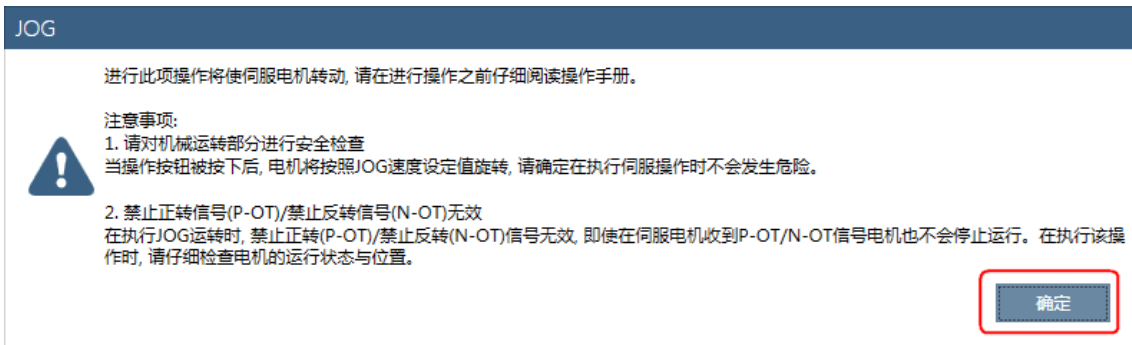 JOG
进行此项操作将使伺服电机转动, 请在进行操作之前仔细阅读操作手册。
注意事项:
1. 请对机械运转部分进行安全检查
当操作按钮被按下后, 电机将按照JOG速度设定值旋转, 请确定在执行伺服操作时不会发生危险。
2. 禁止正转信号(P-OT)/禁止反转信号(N-OT)无效
在执行JOG运转时, 禁止正转(P-OT)/禁止反转(N-OT)信号无效, 即使在伺服电机收到P-OT/N-OT信号电机也不会停止运行。在执行该操
作时, 请仔细检查电机的运行状态与位置。
确定